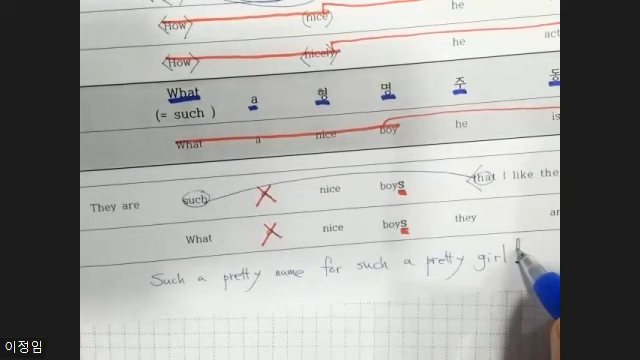 <How> (nice) he
<How> (nicely) he act
What a 형 명 주 동
(= such )
What a nice boy he is
They are such nice boys that I like the
What nice boys they ar
Such a pretty name for such a pretty girl !
이정임